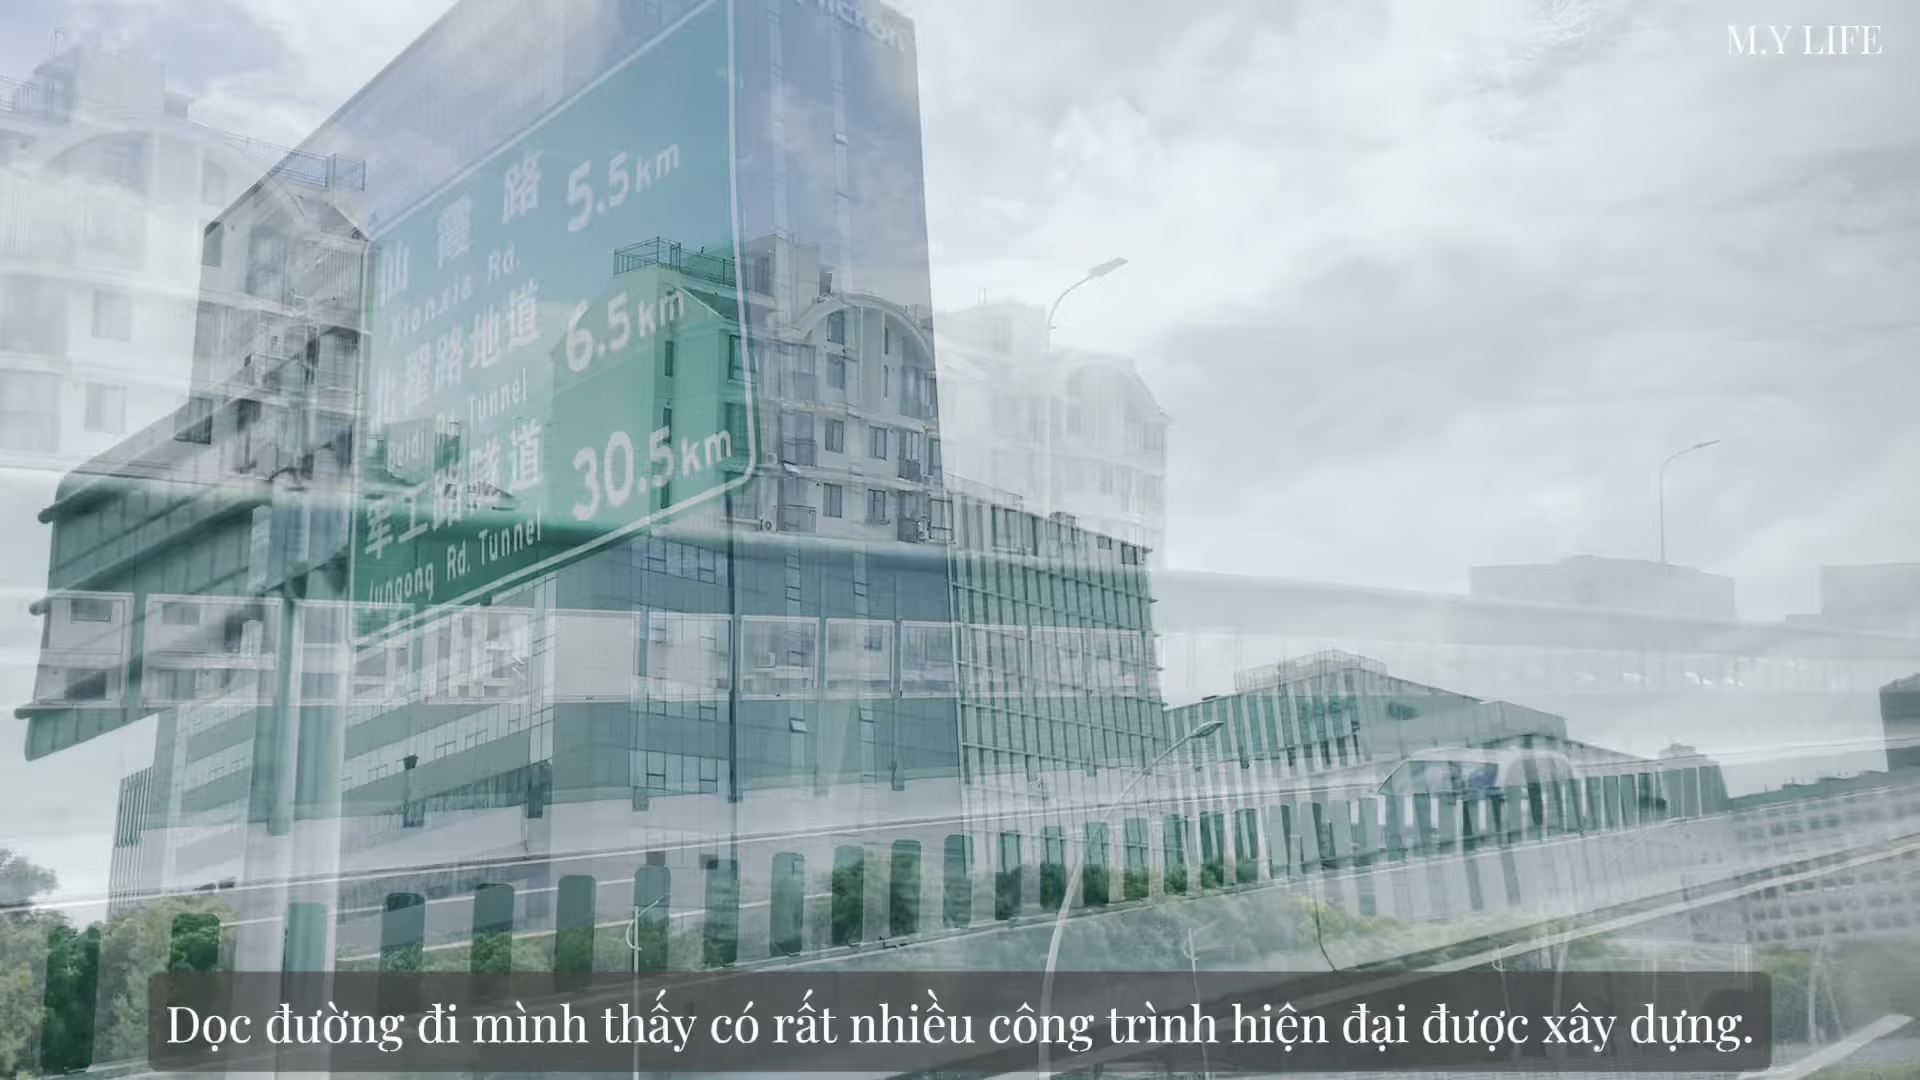 M.Y LIFE
仙霞路 5.5km
Xianxia Rd.
北翟路地道 6.5km
Beidi Rd. Tunnel
军工路隧道 30.5km
Jungong Rd. Tunnel
Dọc đường đi mình thấy có rất nhiều công trình hiện đại được xây dựng.